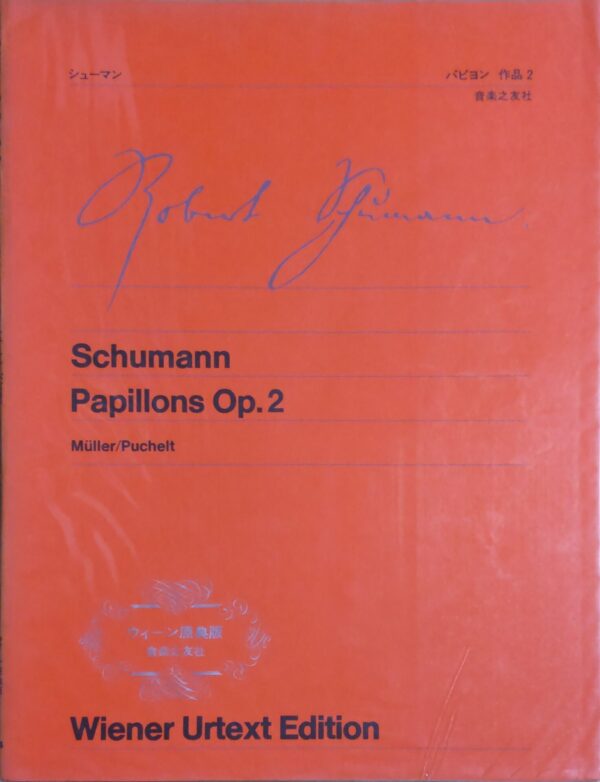 シューマン
パピヨン 作品 2
音楽之友社
Robert Schumann
Schumann
Papillons Op. 2
Müller/Puchelt
ウィーン原典版
音楽之友社
Wiener Urtext Edition